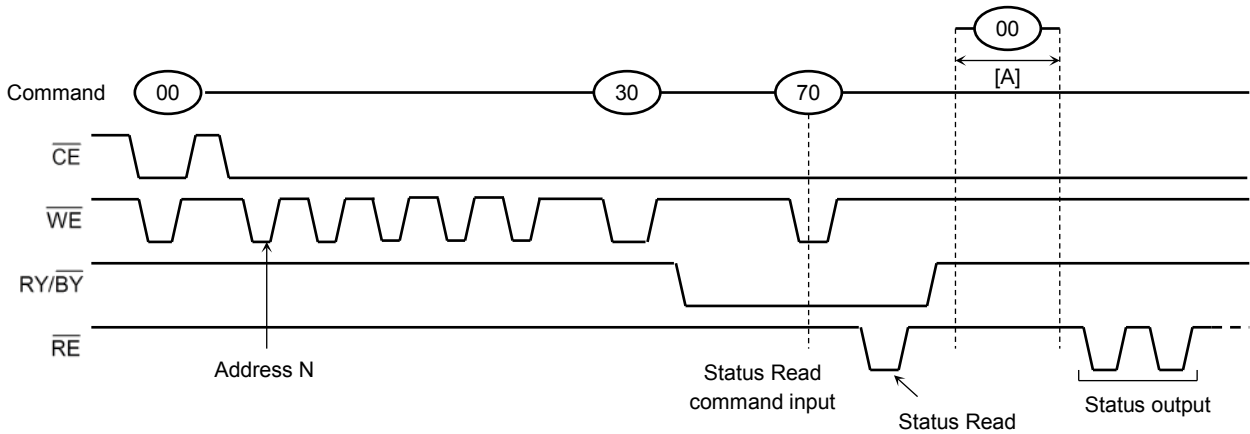 00
[A]
Command 00 30 70
CE
WE
RY/BY
RE
Address N
Status Read
command input
Status Read
Status output